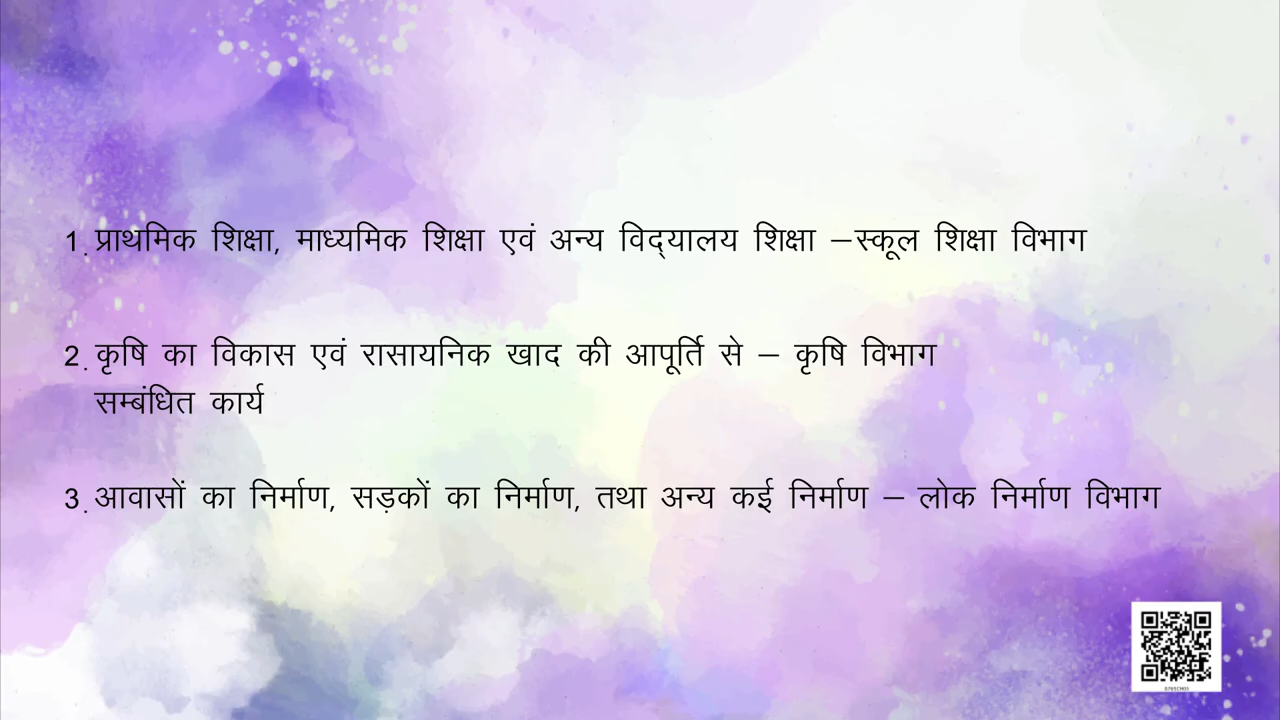 1. प्राथमिक शिक्षा, माध्यमिक शिक्षा एवं अन्य विद्‌यालय शिक्षा –स्कूल शिक्षा विभाग
2. कृषि का विकास एवं रासायनिक खाद की आपूर्ति से – कृषि विभाग
सम्बंधित कार्य
3. आवासों का निर्माण, सड़कों का निर्माण, तथा अन्य कई निर्माण – लोक निर्माण विभाग